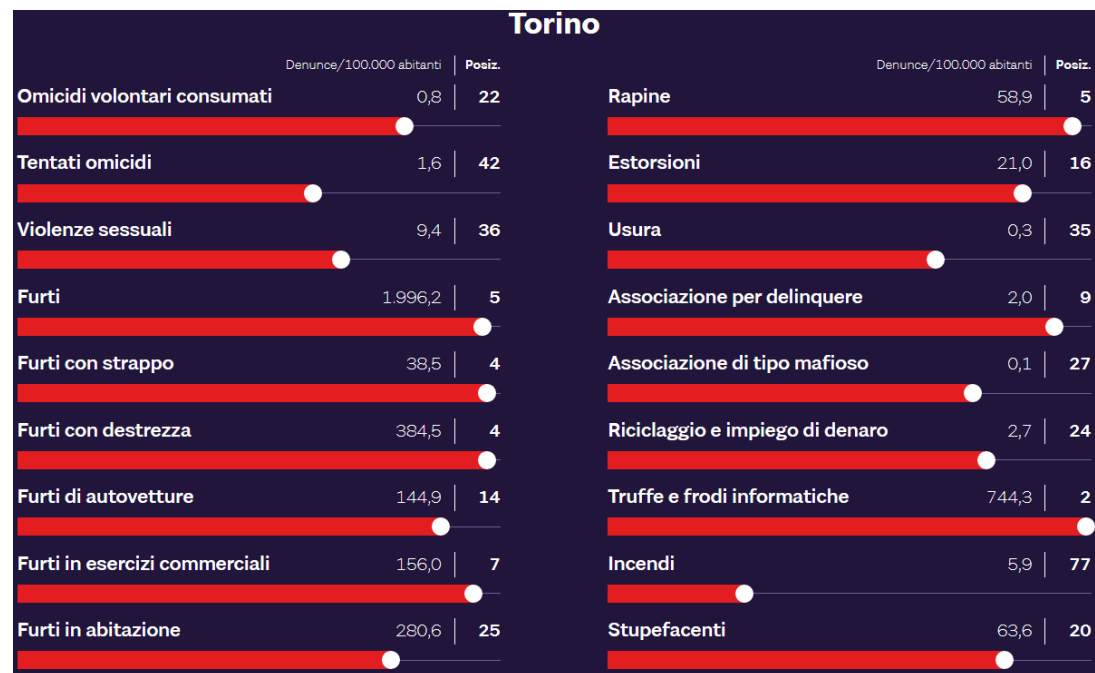 Torino
Denunce/100.000 abitanti Posiz.
Omicidi volontari consumati 0,8 22
Tentati omicidi 1,6 42
Violenze sessuali 9,4 36
Furti 1.996,2 5
Furti con strappo 38,5 4
Furti con destrezza 384,5 4
Furti di autovetture 144,9 14
Furti in esercizi commerciali 156,0 7
Furti in abitazione 280,6 25
Denunce/100.000 abitanti Posiz.
Rapine 58,9 5
Estorsioni 21,0 16
Usura 0,3 35
Associazione per delinquere 2,0 9
Associazione di tipo mafioso 0,1 27
Riciclaggio e impiego di denaro 2,7 24
Truffe e frodi informatiche 744,3 2
Incendi 5,9 77
Stupefacenti 63,6 20